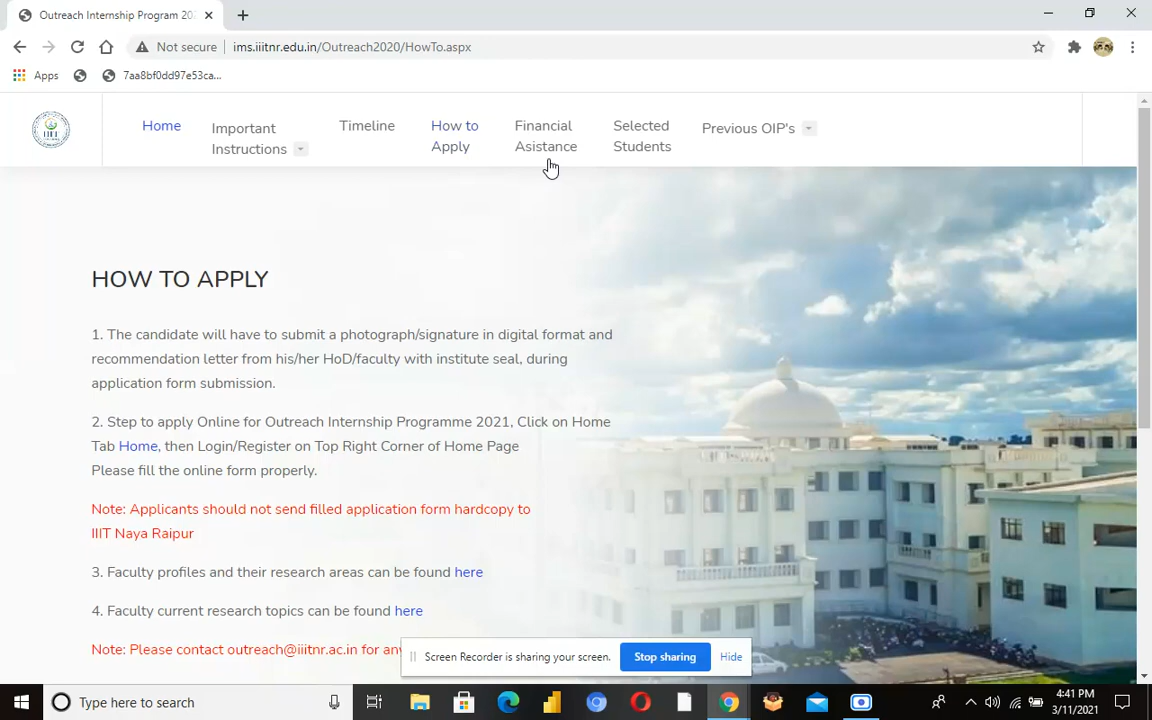 Outreach Internship Program 20
Not secure ims.iiitnr.edu.in/Outreach2020/HowTo.aspx
Apps 7aa8bf0dd97e53ca...
Home
Important
Instructions
Timeline
How to
Apply
Financial
Asistance
Selected
Students
Previous OIP's
HOW TO APPLY
1. The candidate will have to submit a photograph/signature in digital format and
recommendation letter from his/her HoD/faculty with institute seal, during
application form submission.
2. Step to apply Online for Outreach Internship Programme 2021, Click on Home
Tab Home, then Login/Register on Top Right Corner of Home Page
Please fill the online form properly.
Note: Applicants should not send filled application form hardcopy to
IIIT Naya Raipur
3. Faculty profiles and their research areas can be found here
4. Faculty current research topics can be found here
Note: Please contact outreach@iiitnr.ac.in for any
Screen Recorder is sharing your screen. Stop sharing Hide
Type here to search
4:41 PM
3/11/2021